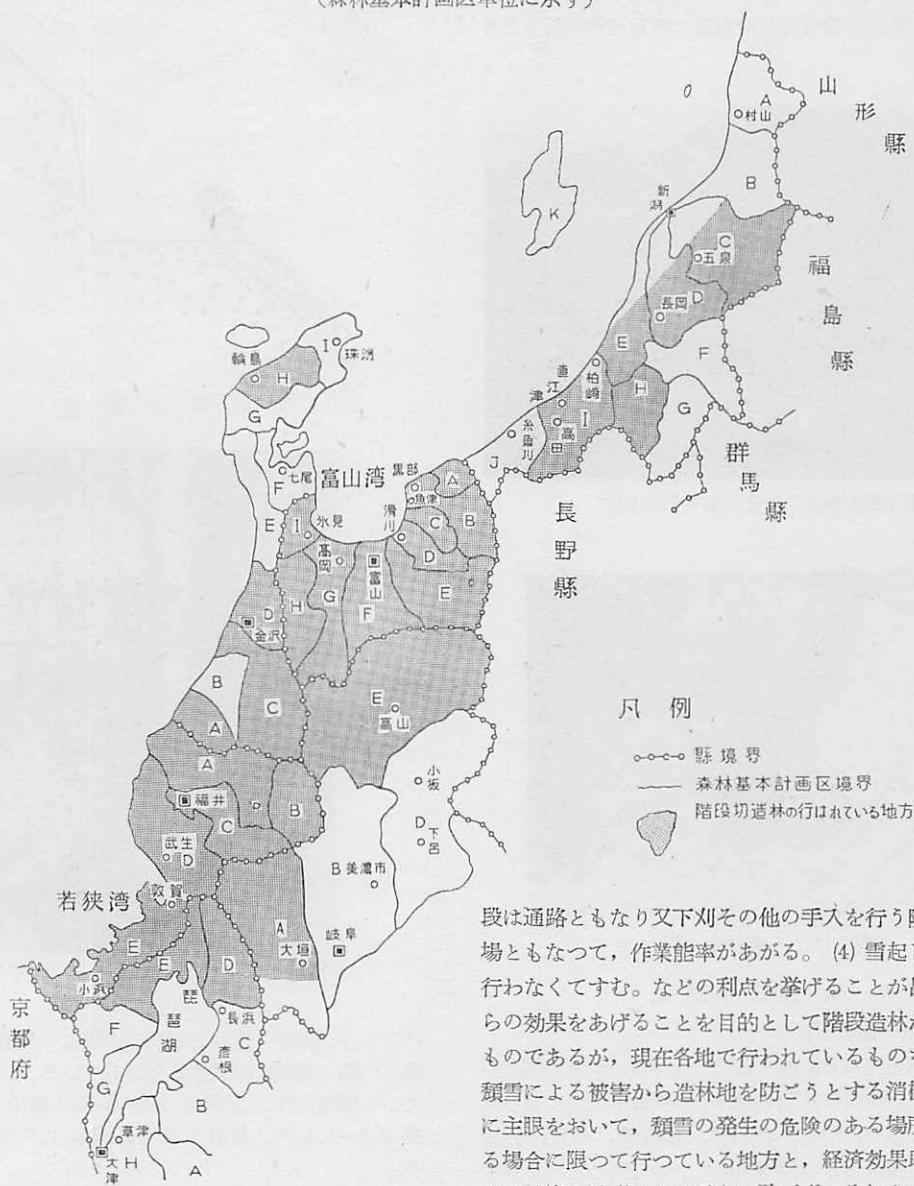 (森林基本計画区単位に示す)
山形縣
A
村山
B
新潟
K
C
五泉
福島縣
長岡
D
E
F
輪島
I
珠洲
H
直江津
柏崎
H
G
G
高田
I
糸魚川
J
群馬縣
七尾
F
富山湾
黒部
A
魚津
長野縣
E
I
氷見
滑川
C
B
高岡
富山
D
D
金沢
H
G
F
E
B
C
E
高山
凡例
A
縣境界
A
小坂
森林基本計画区境界
福井
B
階段切造林の行はれている地方
C
D
下呂
武生
D
B
美濃市
若狭湾
敦賀
A
大垣
岐阜
E
E
D
小浜
京都府
琵琶湖
長浜
F
C
彦根
G
B
草津
大津
H
A
段は通路ともなり又下刈その他の手入を行う
場ともなつて,作業能率があがる。 (4) 雪起
行わなくてすむ。などの利点を挙げることが
らの効果をあげることを目的として階段造林
ものであるが,現在各地で行われているもの
頽雪による被害から造林地を防ごうとする消
に主眼をおいて,頽雪の発生の危険のある場
る場合に限つて行つている地方と,経済効果